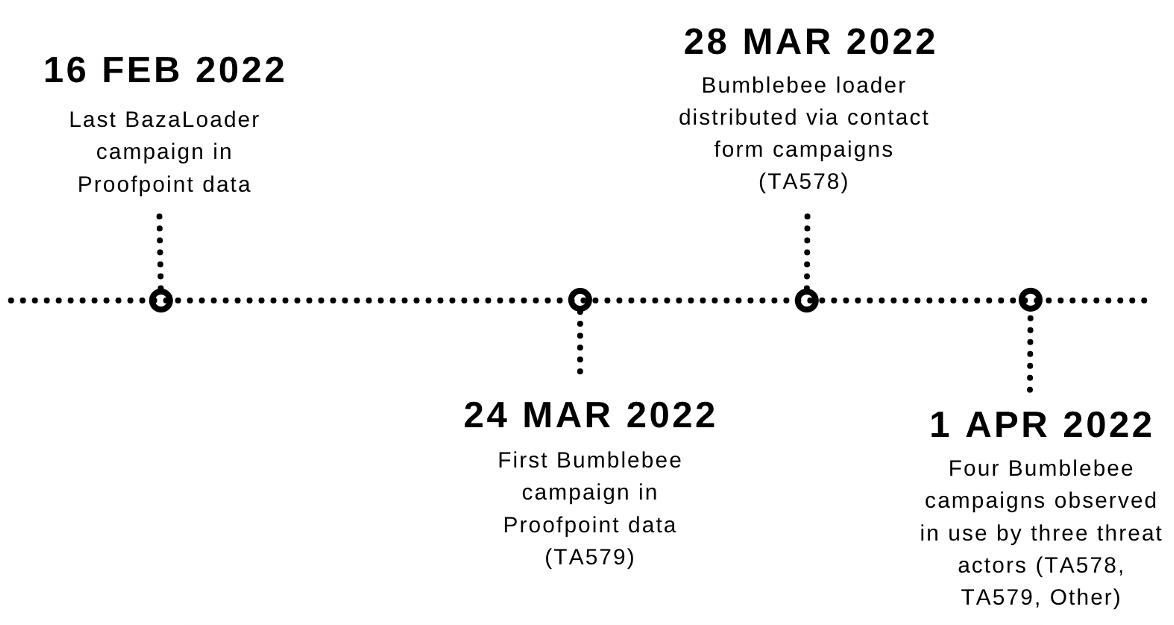 16 FEB 2022
Last BazaLoader
campaign in
Proofpoint data
24 MAR 2022
First Bumblebee
campaign in
Proofpoint data
(TA579)
28 MAR 2022
Bumblebee loader
distributed via contact
form campaigns
(TA578)
1 APR 2022
Four Bumblebee
campaigns observed
in use by three threat
actors (TA578,
TA579, Other)